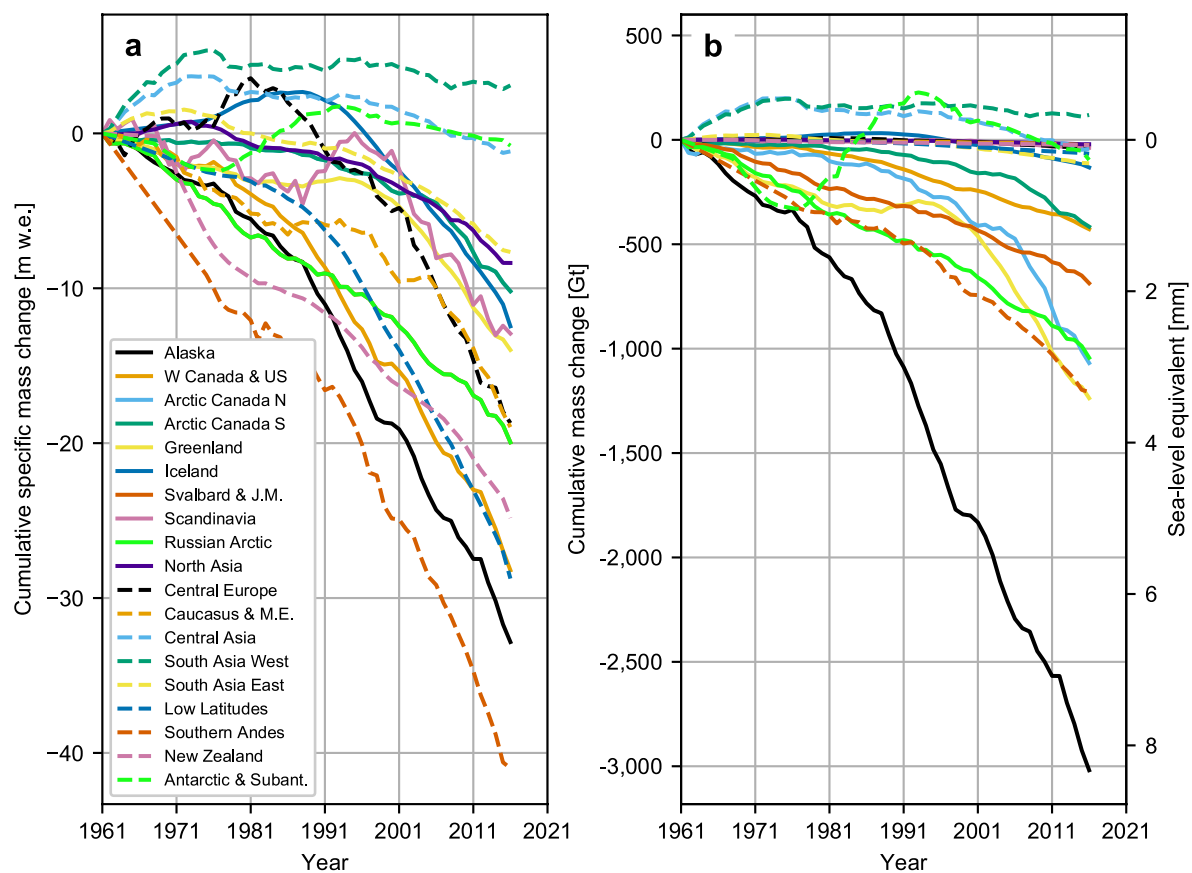 a
Cumulative specific mass change [m w.e.]
0
−10
−20
−30
−40
Alaska
W Canada & US
Arctic Canada N
Arctic Canada S
Greenland
Iceland
Svalbard & J.M.
Scandinavia
Russian Arctic
North Asia
Central Europe
Caucasus & M.E.
Central Asia
South Asia West
South Asia East
Low Latitudes
Southern Andes
New Zealand
Antarctic & Subant.
1961 1971 1981 1991 2001 2011 2021
Year
b
Cumulative mass change [Gt]
500
0
-500
-1,000
-1,500
-2,000
-2,500
-3,000
1961 1971 1981 1991 2001 2011 2021
Year
0
2
4
6
8
Sea-level equivalent [mm]